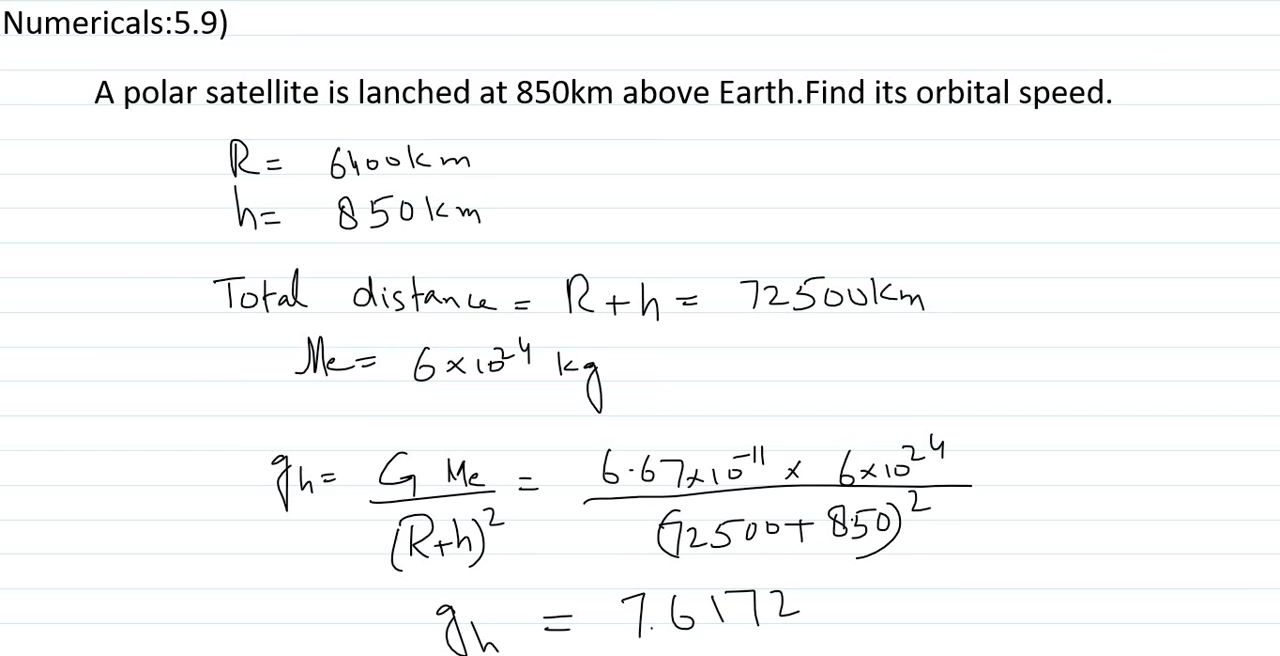 Numericals:5.9)
A polar satellite is lanched at 850km above Earth.Find its orbital speed.
R = 6400km
h = 850km
Total distance = R+h = 72500km
Me = 6×10²⁴ kg
gh = G Me / (R+h)² = 6.67×10⁻¹¹ × 6×10²⁴ / (72500+850)²
gh = 7.6172